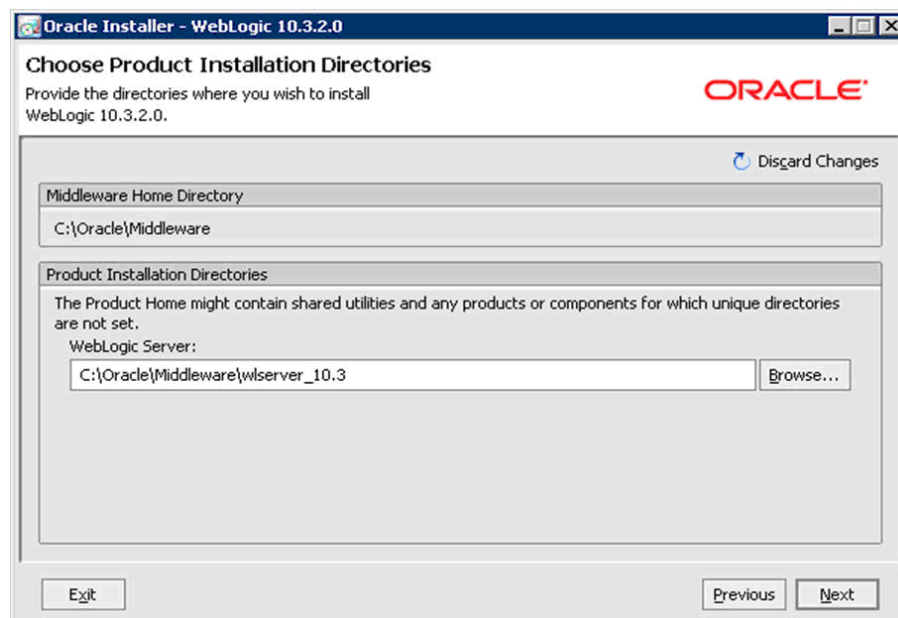 Oracle Installer - WebLogic 10.3.2.0
Choose Product Installation Directories
Provide the directories where you wish to install
WebLogic 10.3.2.0.
ORACLE
Discard Changes
Middleware Home Directory
C:\Oracle\Middleware
Product Installation Directories
The Product Home might contain shared utilities and any products or components for which unique directories
are not set.
WebLogic Server:
C:\Oracle\Middleware\wlserver_10.3
Browse...
Exit
Previous
Next